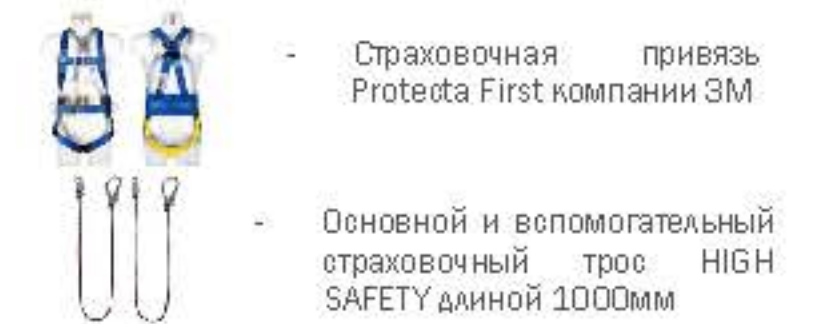 - Страховочная привязь
Protecta First компании 3M
- Основной и вспомогательный
страховочный трос HIGH
SAFETY длиной 1000мм